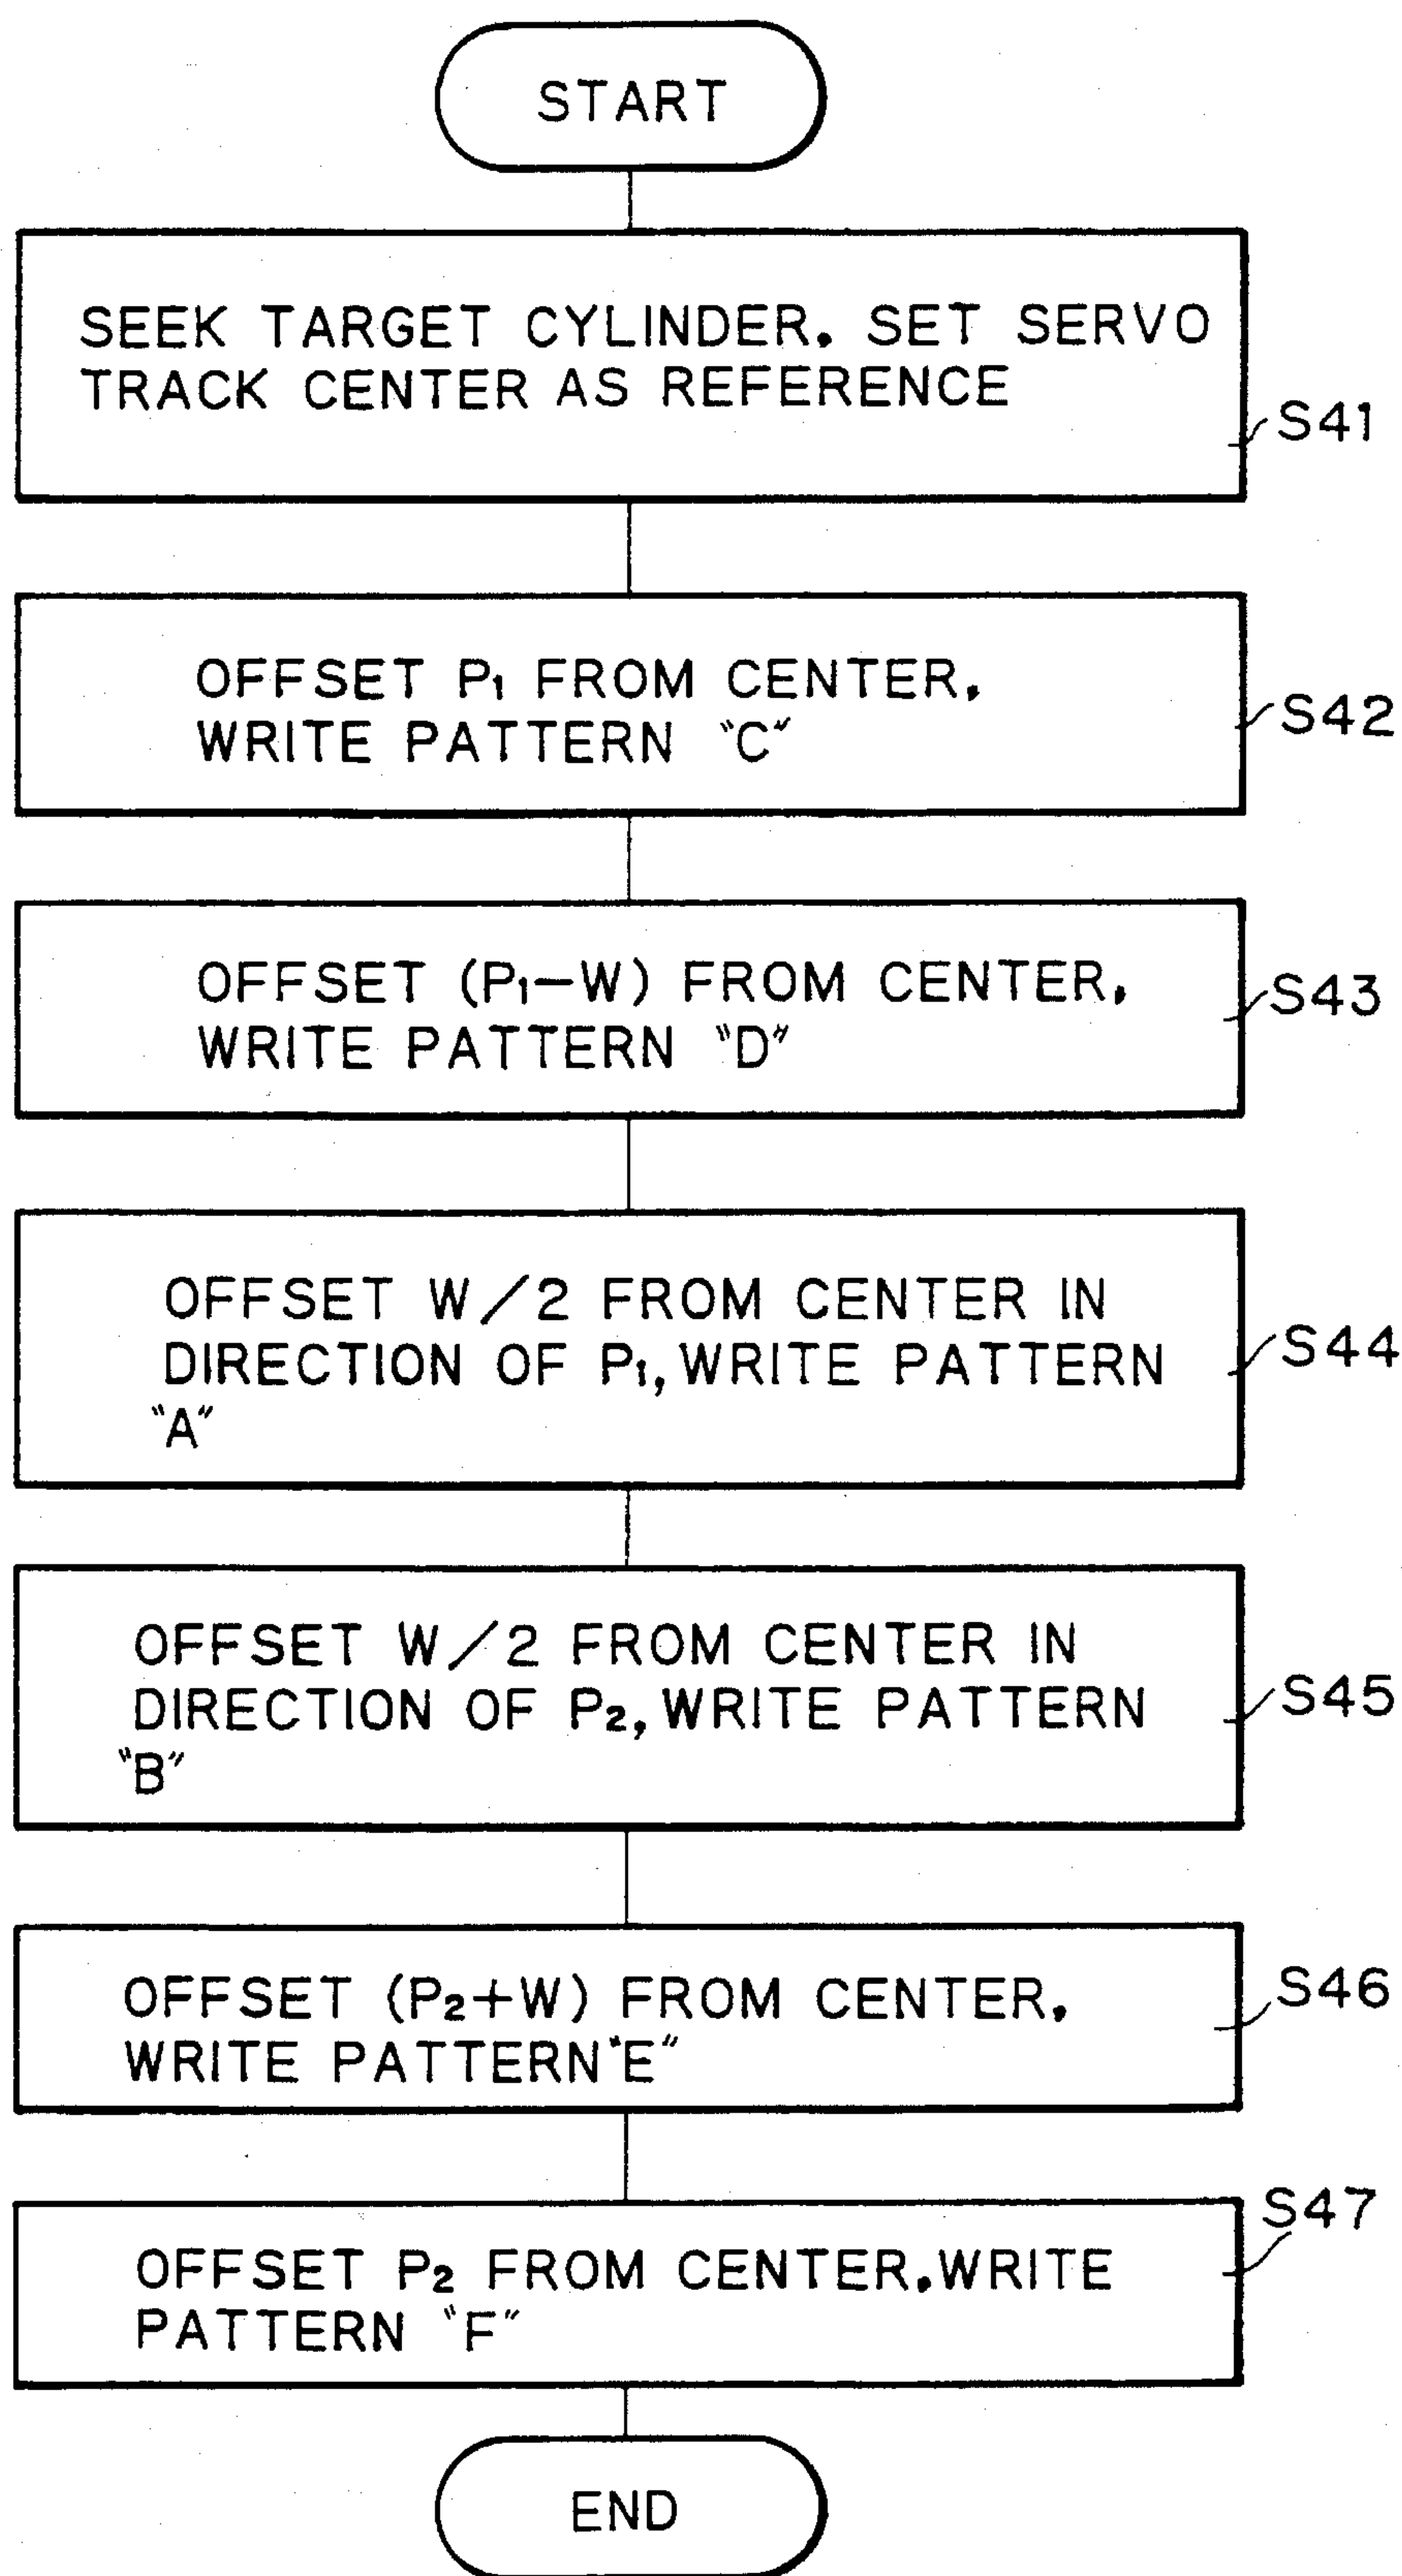 START
SEEK TARGET CYLINDER. SET SERVO
TRACK CENTER AS REFERENCE
S41
OFFSET P₁ FROM CENTER.
WRITE PATTERN "C"
S42
OFFSET (P₁−W) FROM CENTER.
WRITE PATTERN "D"
S43
OFFSET W/2 FROM CENTER IN
DIRECTION OF P₁, WRITE PATTERN
"A"
S44
OFFSET W/2 FROM CENTER IN
DIRECTION OF P₂, WRITE PATTERN
"B"
S45
OFFSET (P₂+W) FROM CENTER.
WRITE PATTERN "E"
S46
OFFSET P₂ FROM CENTER. WRITE
PATTERN "F"
S47
END